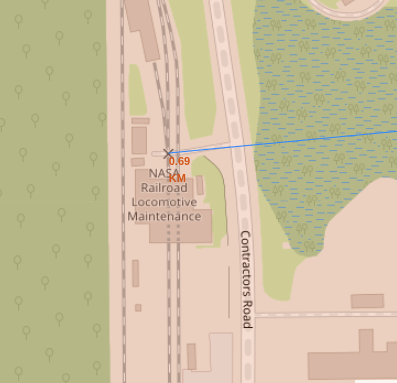 0.69
KM
NASA
Railroad
Locomotive
Maintenance
Contractors Road